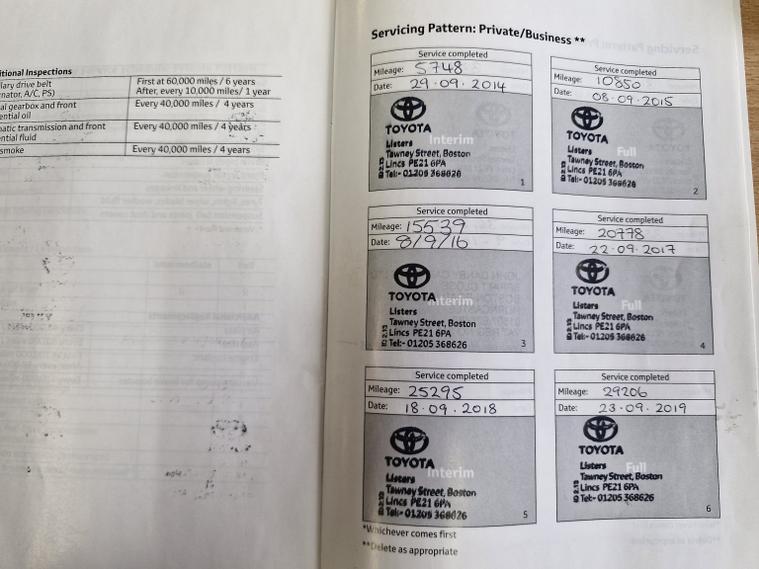 itional Inspections
lary drive belt
nator, A/C, PS)
First at 60,000 miles / 6 years
After, every 10,000 miles/ 1 year
al gearbox and front
ential oil
Every 40,000 miles / 4 years
matic transmission and front
ential fluid
Every 40,000 miles / 4 years
smoke
Every 40,000 miles / 4 years
Servicing Pattern: Private/Business **
Service completed
Mileage: 5748
Date: 29.09.2014
TOYOTA
Interim
Listers
Tawney Street, Boston
Lincs PE21 6PA
Tel:- 01205 368626
1
Service completed
Mileage: 10850
Date: 08.09.2015
TOYOTA
Full
Listers
Tawney Street, Boston
Lincs PE21 6PA
Tel:- 01205 368626
2
Service completed
Mileage: 15539
Date: 8/9/16
TOYOTA
Interim
Listers
Tawney Street, Boston
Lincs PE21 6PA
Tel:- 01205 368626
3
Service completed
Mileage: 20778
Date: 22.09.2017
TOYOTA
Full
Listers
Tawney Street, Boston
Lincs PE21 6PA
Tel:- 01205 368626
4
Service completed
Mileage: 25295
Date: 18.09.2018
TOYOTA
Interim
Listers
Tawney Street, Boston
Lincs PE21 6PA
Tel:- 01205 368626
5
Service completed
Mileage: 29206
Date: 23.09.2019
TOYOTA
Full
Listers
Tawney Street, Boston
Lincs PE21 6PA
Tel:- 01205 368626
6
*Whichever comes first
**Delete as appropriate